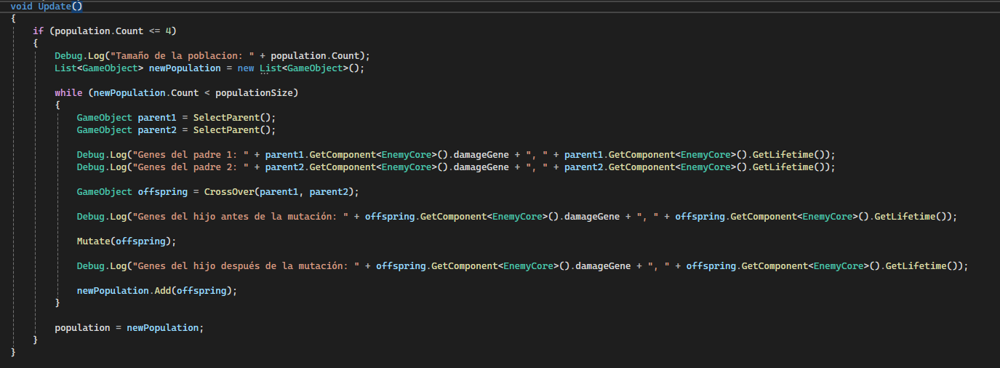 void Update()
{
if (population.Count <= 4)
{
Debug.Log("Tamaño de la poblacion: " + population.Count);
List<GameObject> newPopulation = new List<GameObject>();
while (newPopulation.Count < populationSize)
{
GameObject parent1 = SelectParent();
GameObject parent2 = SelectParent();
Debug.Log("Genes del padre 1: " + parent1.GetComponent<EnemyCore>().damageGene + ", " + parent1.GetComponent<EnemyCore>().GetLifetime());
Debug.Log("Genes del padre 2: " + parent2.GetComponent<EnemyCore>().damageGene + ", " + parent2.GetComponent<EnemyCore>().GetLifetime());
GameObject offspring = CrossOver(parent1, parent2);
Debug.Log("Genes del hijo antes de la mutación: " + offspring.GetComponent<EnemyCore>().damageGene + ", " + offspring.GetComponent<EnemyCore>().GetLifetime());
Mutate(offspring);
Debug.Log("Genes del hijo después de la mutación: " + offspring.GetComponent<EnemyCore>().damageGene + ", " + offspring.GetComponent<EnemyCore>().GetLifetime());
newPopulation.Add(offspring);
}
population = newPopulation;
}
}